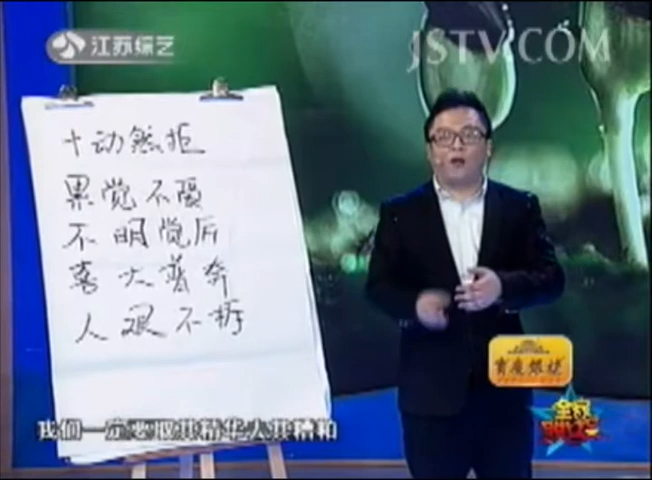 江苏综艺
JSTV.COM
十动然拒
累觉不爱
不明觉厉
喜大普奔
人艰不拆
我们一定要取其精华去其糟粕